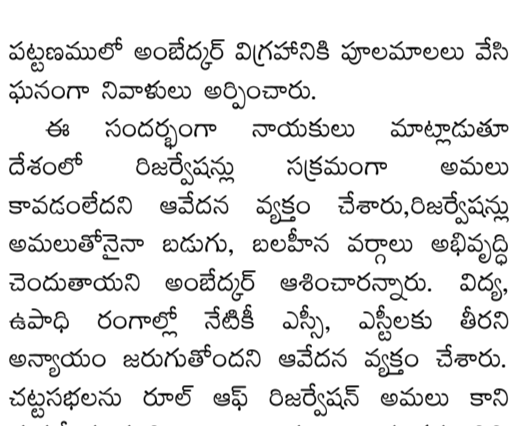 పట్టణములో అంబేద్కర్ విగ్రహానికి పూలమాలలు వేసి
ఘనంగా నివాళులు అర్పించారు.
ఈ సందర్భంగా నాయకులు మాట్లాడుతూ
దేశంలో రిజర్వేషన్లు సక్రమంగా అమలు
కావడంలేదని ఆవేదన వ్యక్తం చేశారు,రిజర్వేషన్లు
అమలుతోనైనా బడుగు, బలహీన వర్గాలు అభివృద్ధి
చెందుతాయని అంబేద్కర్ ఆశించారన్నారు. విద్య,
ఉపాధి రంగాల్లో నేటికీ ఎస్సీ, ఎస్టీలకు తీరని
అన్యాయం జరుగుతోందని ఆవేదన వ్యక్తం చేశారు.
చట్టసభలను రూల్ ఆఫ్ రిజర్వేషన్ అమలు కాని